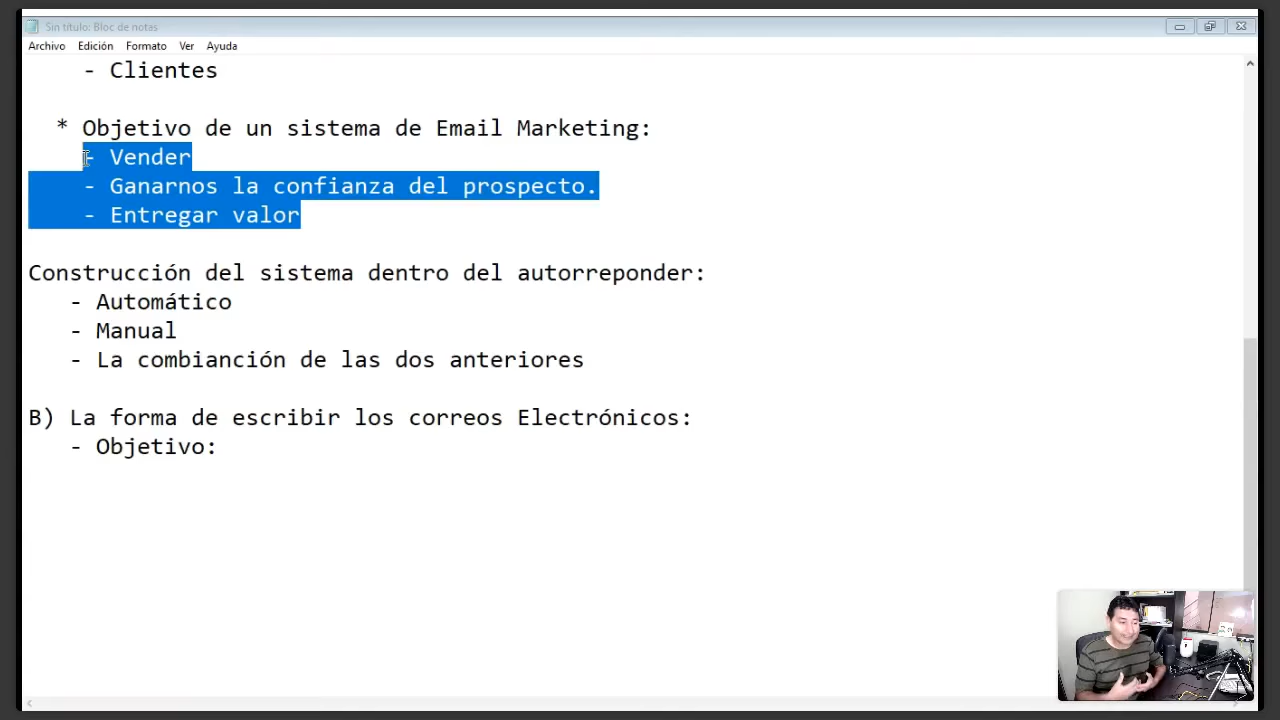 Sin título: Bloc de notas
Archivo Edición Formato Ver Ayuda
- Clientes
* Objetivo de un sistema de Email Marketing:
- Vender
- Ganarnos la confianza del prospecto.
- Entregar valor
Construcción del sistema dentro del autorreponder:
- Automático
- Manual
- La combianción de las dos anteriores
B) La forma de escribir los correos Electrónicos:
- Objetivo: